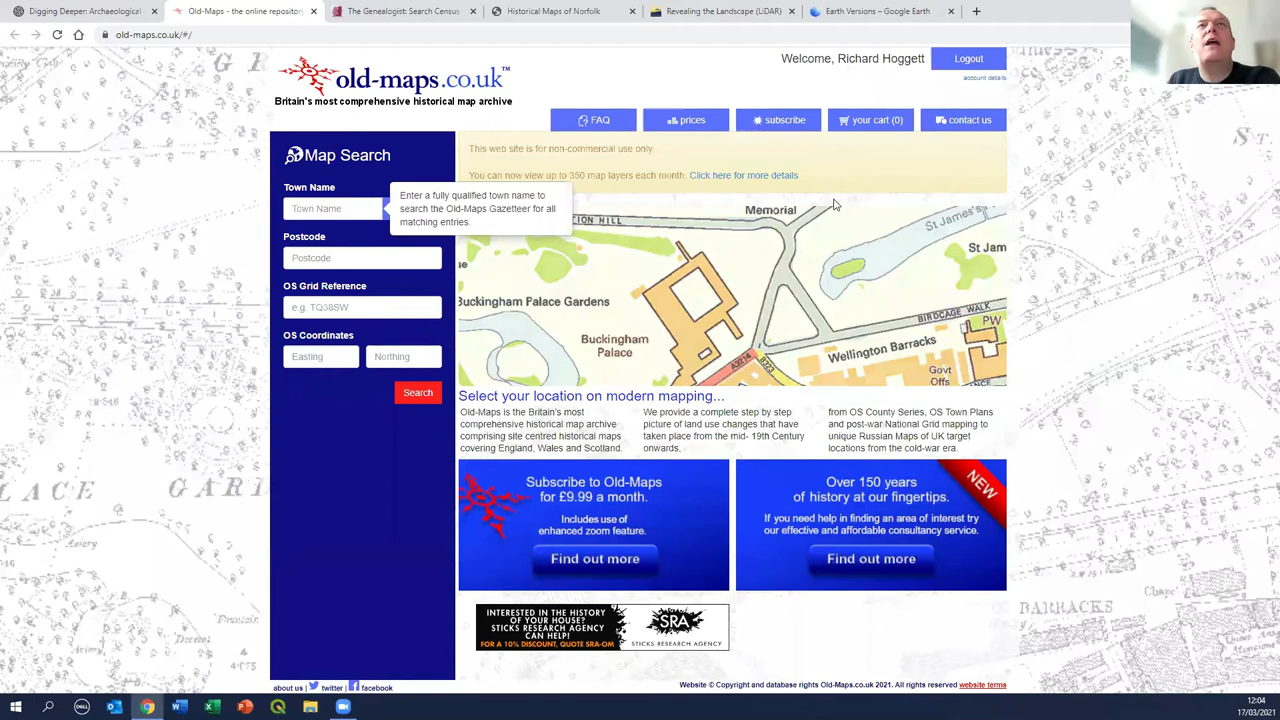 Digging Deeper: Archaeological
Old-Maps - the online repository
The Genealogist: Search Census
Historical Maps of Norfolk
Revealing the Landscape (LiDAR)
Earth Versions – Google Earth
old-maps.co.uk/#/
old-maps.co.uk™
Britain's most comprehensive historical map archive
Welcome, Richard Hoggett
Logout
account details
FAQ
prices
subscribe
your cart (0)
contact us
Map Search
Town Name
Town Name
Enter a fully qualified town name to
search the Old-Maps Gazetteer for all
matching entries.
Postcode
Postcode
OS Grid Reference
e.g. TQ38SW
OS Coordinates
Easting
Northing
Search
This web site is for non-commercial use only.
You can now view up to 350 map layers each month. Click here for more details
TION HILL
Memorial
St James's
St Jam
se
Buckingham Palace Gardens
Buckingham
Palace
BIRDCAGE WALK
PW
Wellington Barracks
A3214
B323
Govt
Offs
Select your location on modern mapping...
Old-Maps is the Britain's most
comprehensive historical map archive
comprising site centred historical maps
covering England, Wales and Scotland.
We provide a complete step by step
picture of land use changes that have
taken place from the mid- 19th Century
onwards,
from OS County Series, OS Town Plans
and post-war National Grid mapping to
unique Russian Maps of UK target
locations from the cold-war era.
Subscribe to Old-Maps
for £9.99 a month.
Includes use of
enhanced zoom feature.
Find out more
NEW
Over 150 years
of history at our fingertips.
If you need help in finding an area of interest try
our effective and affordable consultancy service.
Find out more
INTERESTED IN THE HISTORY
OF YOUR HOUSE?
STICKS RESEARCH AGENCY
CAN HELP!
FOR A 10% DISCOUNT, QUOTE SRA-OM
SRA
STICKS RESEARCH AGENCY
LACE GARD
BARRACKS
about us | twitter | facebook
Website © Copyright and database rights Old-Maps.co.uk 2021. All rights reserved website terms
DELL
12:04
17/03/2021